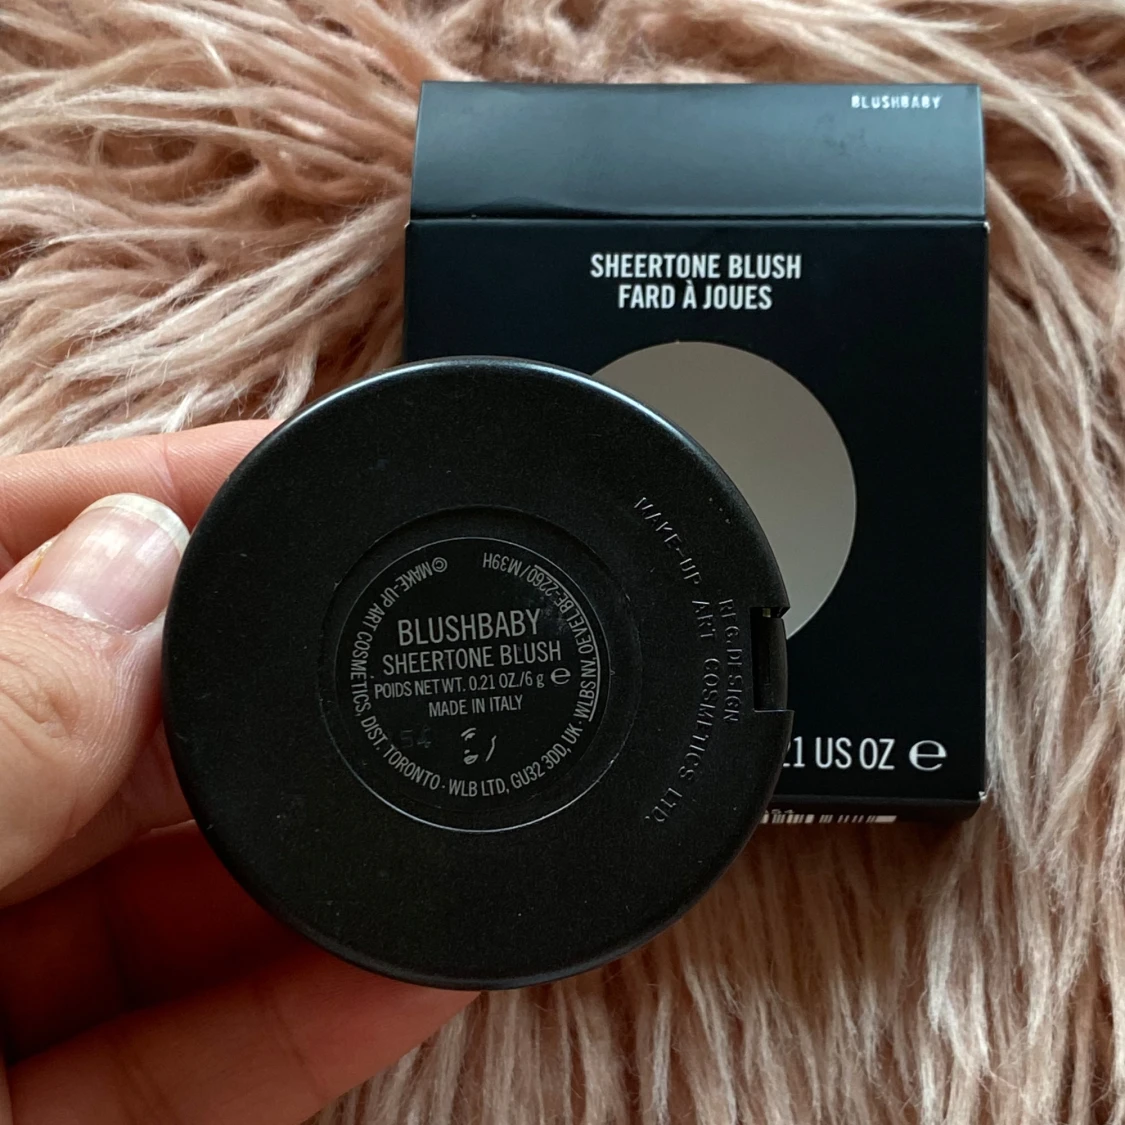 BLUSHBABY
SHEERTONE BLUSH
FARD À JOUES
21 US OZ ℮
MAKE-UP ART COSMETICS LTD.
REG.DESIGN
BLUSHBABY
SHEERTONE BLUSH
POIDS NET WT. 0.21 OZ./6 g ℮
MADE IN ITALY
©MAKE-UP ART COSMETICS, DIST. TORONTO · WLB LTD, GU32 3DD, UK · WLBS NV, OEVEL BE-2260/M39H